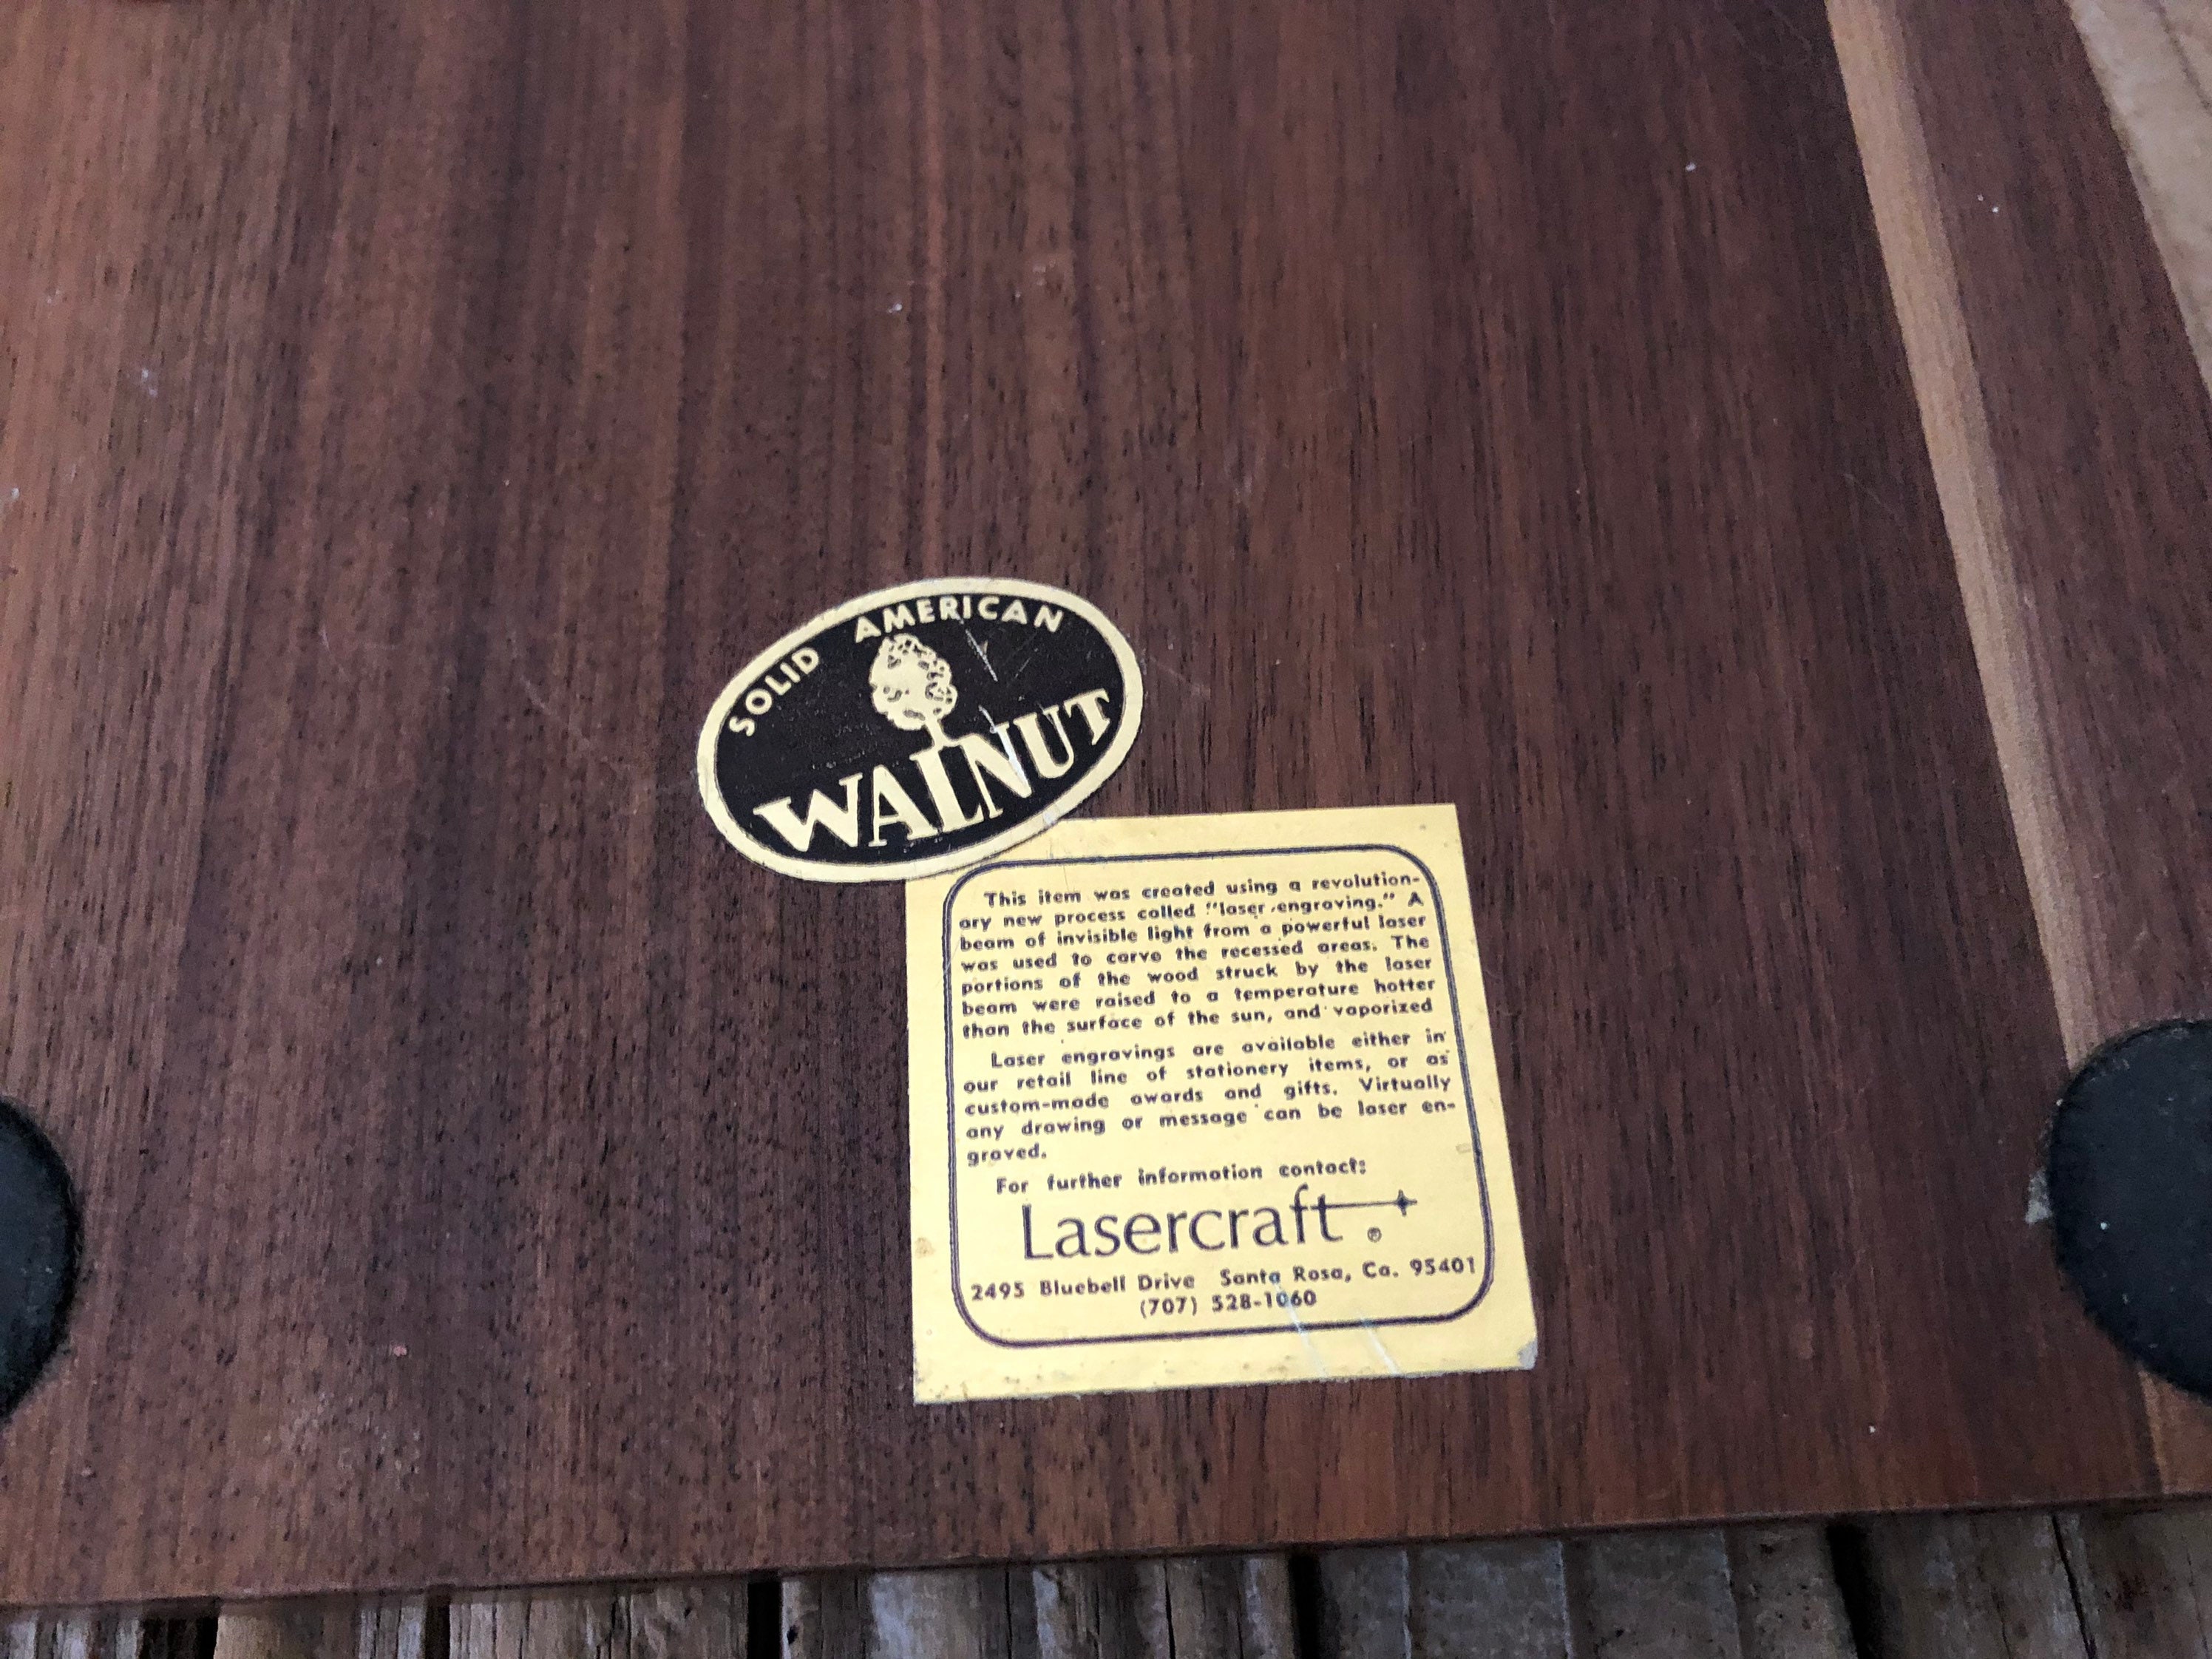 SOLID AMERICAN
WALNUT
This item was created using a revolution-
ary new process called "laser engraving." A
beam of invisible light from a powerful laser
was used to carve the recessed areas. The
portions of the wood struck by the laser
beam were raised to a temperature hotter
than the surface of the sun, and vaporized
Laser engravings are available either in
our retail line of stationery items, or as
custom-made awards and gifts. Virtually
any drawing or message can be laser en-
graved.
For further information contact:
Lasercraft ®
2495 Bluebell Drive Santa Rosa, Ca. 95401
(707) 528-1060